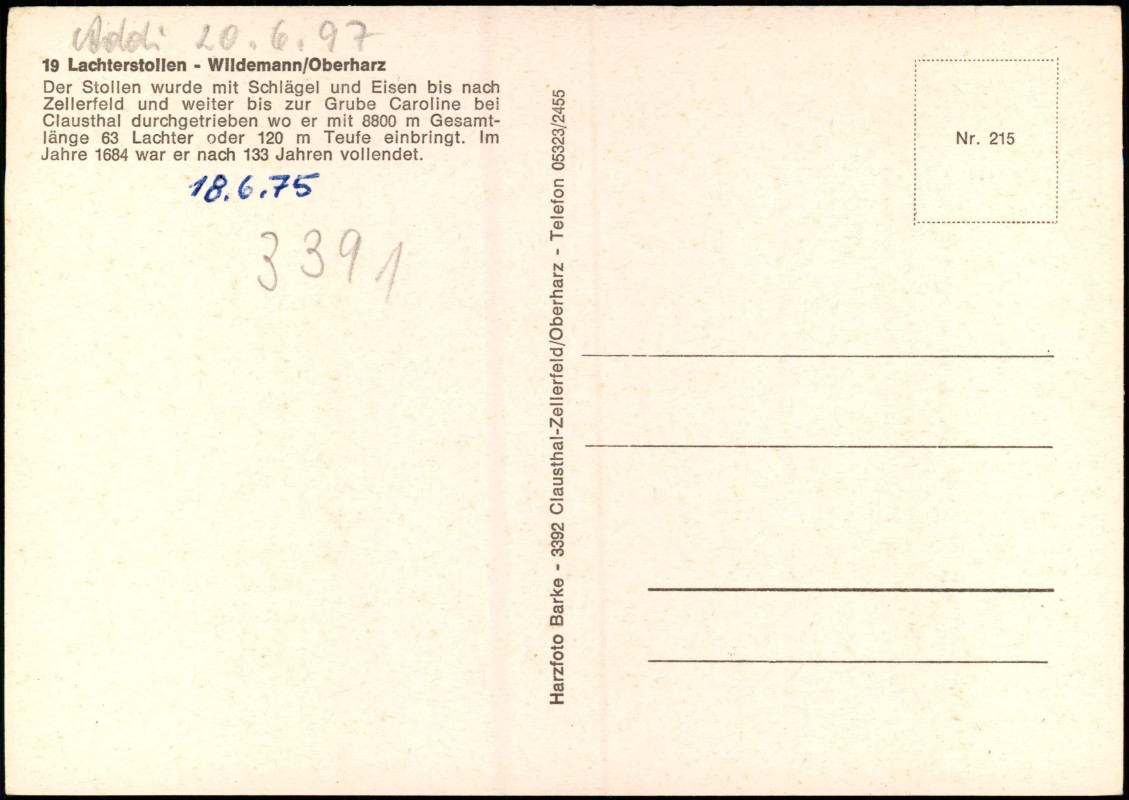 Addi 20.6.97
19 Lachterstollen - Wildemann/Oberharz
Der Stollen wurde mit Schlägel und Eisen bis nach
Zellerfeld und weiter bis zur Grube Caroline bei
Clausthal durchgetrieben wo er mit 8800 m Gesamt-
länge 63 Lachter oder 120 m Teufe einbringt. Im
Jahre 1684 war er nach 133 Jahren vollendet.
18.6.75
3391
Harzfoto Barke - 3392 Clausthal-Zellerfeld/Oberharz - Telefon 05323/2455
Nr. 215